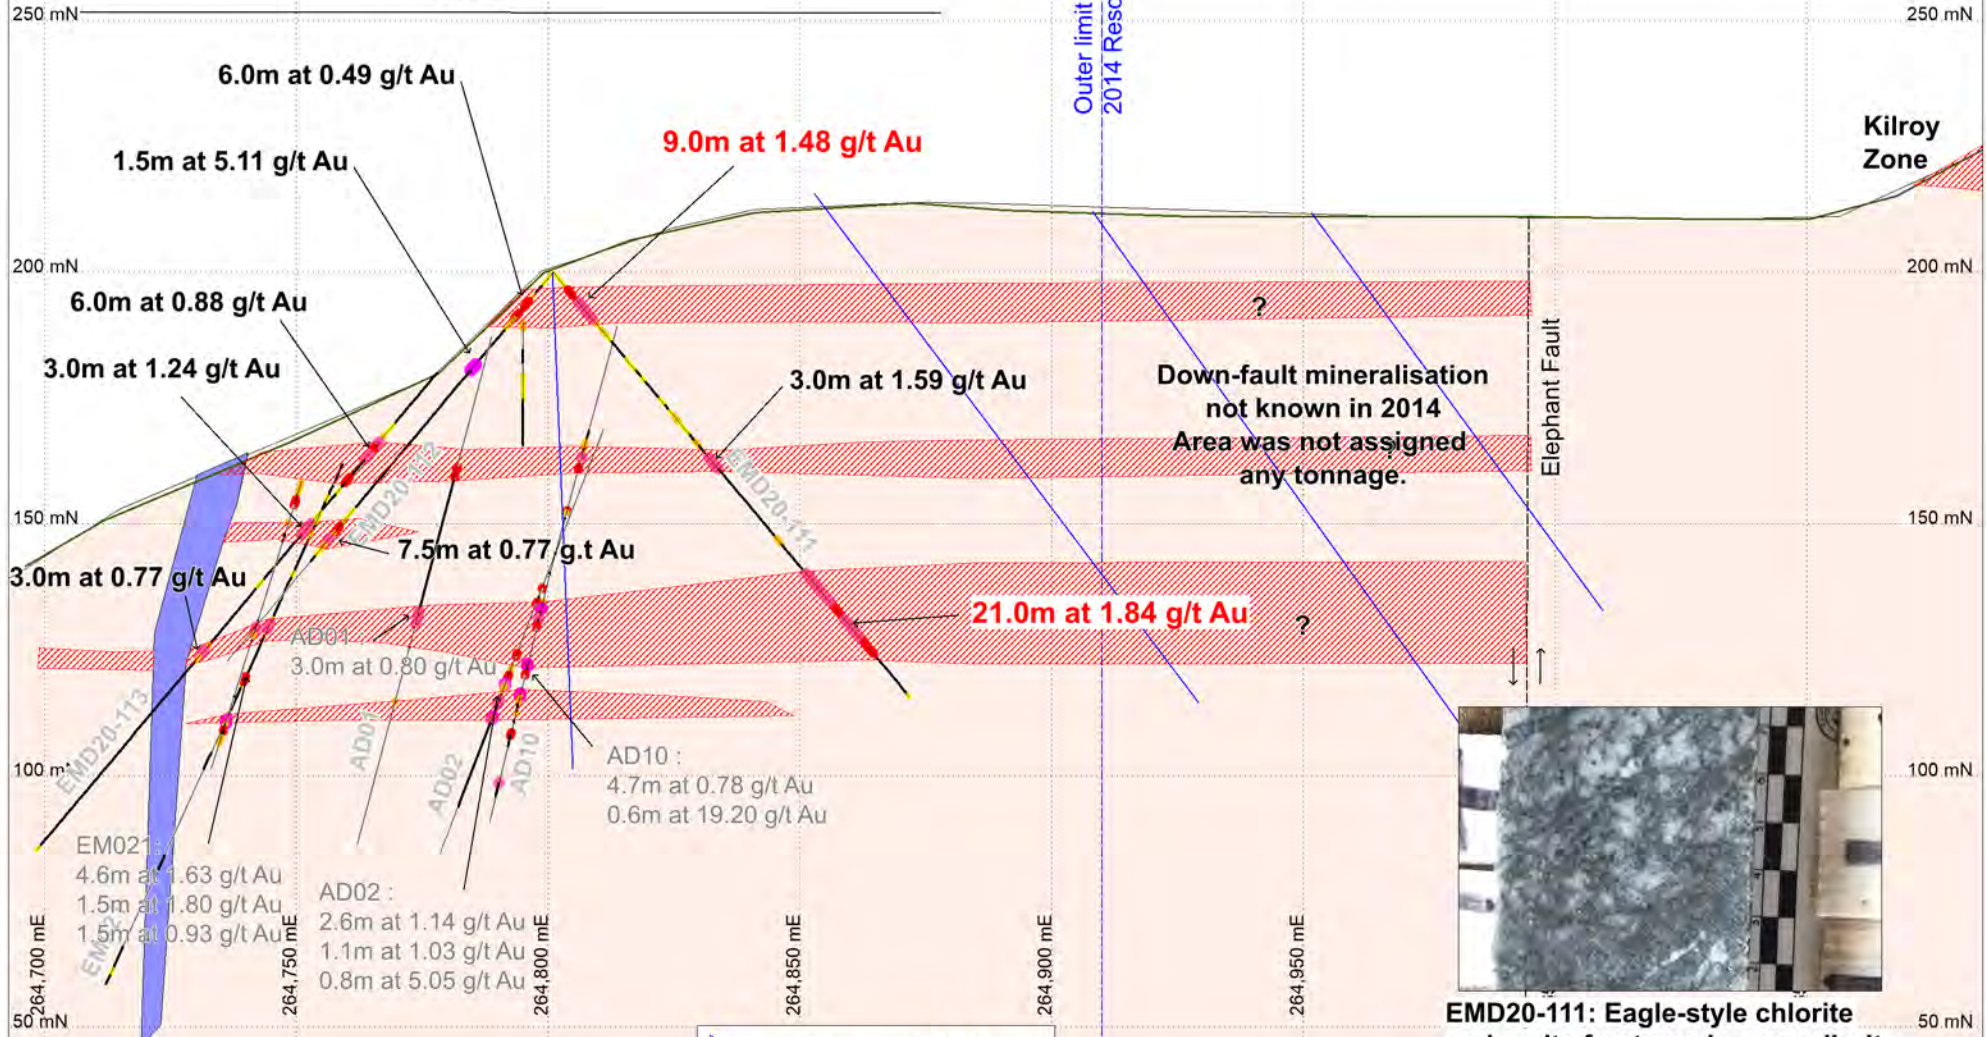 250 mN
250 mN
Outer limit
2014 Reso
6.0m at 0.49 g/t Au
9.0m at 1.48 g/t Au
Kilroy
Zone
1.5m at 5.11 g/t Au
200 mN
200 mN
6.0m at 0.88 g/t Au
?
3.0m at 1.24 g/t Au
3.0m at 1.59 g/t Au
Down-fault mineralisation
not known in 2014
Area was not assigned
any tonnage.
?
Elephant Fault
EMD20-112
EMD20-111
150 mN
150 mN
7.5m at 0.77 g.t Au
3.0m at 0.77 g/t Au
21.0m at 1.84 g/t Au
?
AD01
3.0m at 0.80 g/t Au
EMD20-113
AD01
AD02
AD10
AD10 :
4.7m at 0.78 g/t Au
0.6m at 19.20 g/t Au
100 m
100 mN
EM021:
4.6m at 1.63 g/t Au
1.5m at 1.80 g/t Au
1.5m at 0.93 g/t Au
AD02 :
2.6m at 1.14 g/t Au
1.1m at 1.03 g/t Au
0.8m at 5.05 g/t Au
264,700 mE
264,750 mE
264,800 mE
264,850 mE
264,900 mE
264,950 mE
50 mN
50 mN
EMD20-111: Eagle-style chlorite